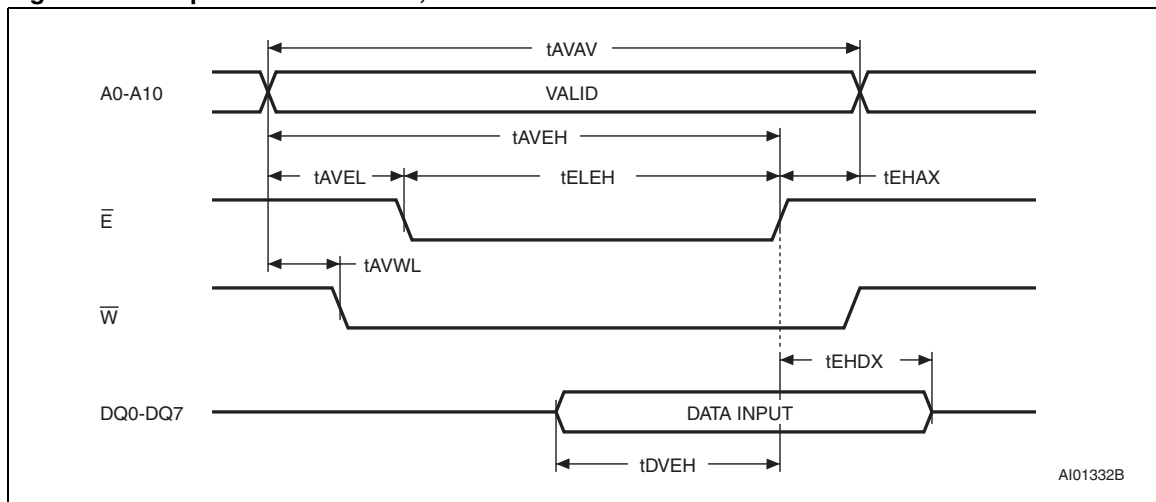 tAVAV
A0-A10
VALID
tAVEH
tAVEL
tELEH
tEHAX
E̅
tAVWL
W̅
tEHDX
DQ0-DQ7
DATA INPUT
tDVEH
AI01332B